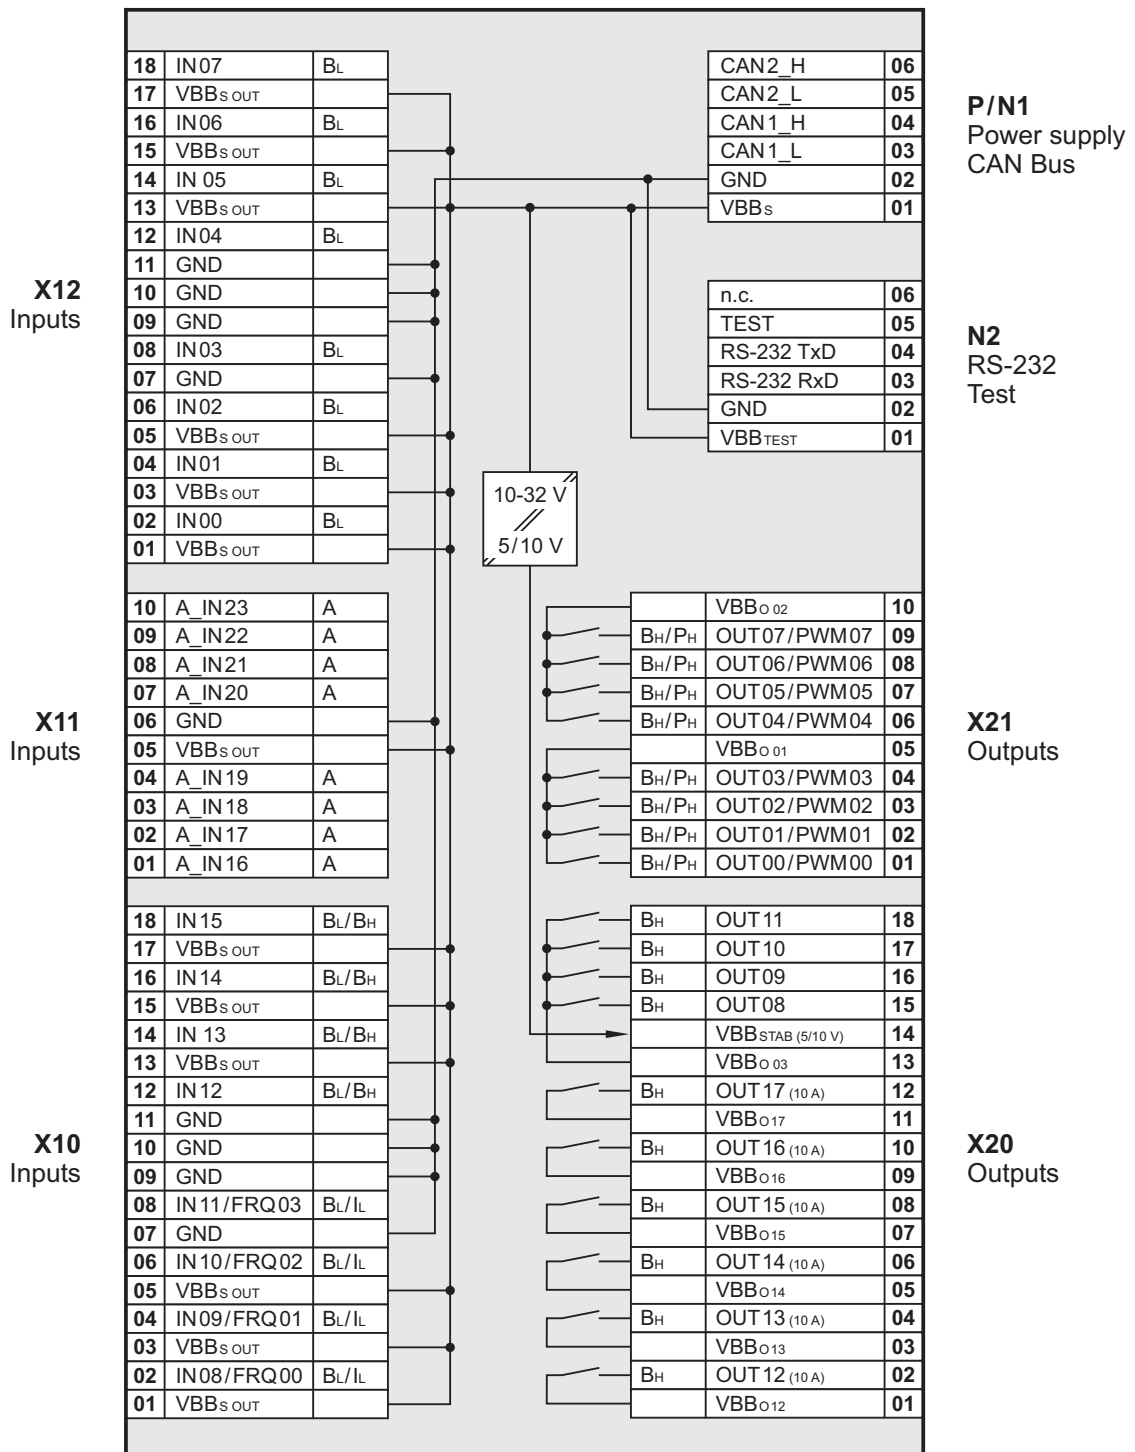 X12
Inputs
18 IN07 BL
17 VBBS OUT
16 IN06 BL
15 VBBS OUT
14 IN 05 BL
13 VBBS OUT
12 IN04 BL
11 GND
10 GND
09 GND
08 IN03 BL
07 GND
06 IN02 BL
05 VBBS OUT
04 IN01 BL
03 VBBS OUT
02 IN00 BL
01 VBBS OUT
X11
Inputs
10 A_IN23 A
09 A_IN22 A
08 A_IN21 A
07 A_IN20 A
06 GND
05 VBBS OUT
04 A_IN19 A
03 A_IN18 A
02 A_IN17 A
01 A_IN16 A
X10
Inputs
18 IN15 BL/BH
17 VBBS OUT
16 IN14 BL/BH
15 VBBS OUT
14 IN 13 BL/BH
13 VBBS OUT
12 IN12 BL/BH
11 GND
10 GND
09 GND
08 IN11/FRQ03 BL/IL
07 GND
06 IN10/FRQ02 BL/IL
05 VBBS OUT
04 IN09/FRQ01 BL/IL
03 VBBS OUT
02 IN08/FRQ00 BL/IL
01 VBBS OUT
10-32 V
//
5/10 V
CAN2_H 06
CAN2_L 05
CAN1_H 04
CAN1_L 03
GND 02
VBBS 01
P/N1
Power supply
CAN Bus
n.c. 06
TEST 05
RS-232 TxD 04
RS-232 RxD 03
GND 02
VBBTEST 01
N2
RS-232
Test
VBBO 02 10
BH/PH OUT07/PWM07 09
BH/PH OUT06/PWM06 08
BH/PH OUT05/PWM05 07
BH/PH OUT04/PWM04 06
VBBO 01 05
BH/PH OUT03/PWM03 04
BH/PH OUT02/PWM02 03
BH/PH OUT01/PWM01 02
BH/PH OUT00/PWM00 01
X21
Outputs
BH OUT11 18
BH OUT10 17
BH OUT09 16
BH OUT08 15
VBBSTAB (5/10 V) 14
VBBO 03 13
BH OUT17 (10 A) 12
VBBO17 11
BH OUT16 (10 A) 10
VBBO16 09
BH OUT15 (10 A) 08
VBBO15 07
BH OUT14 (10 A) 06
VBBO14 05
BH OUT13 (10 A) 04
VBBO13 03
BH OUT12 (10 A) 02
VBBO12 01
X20
Outputs